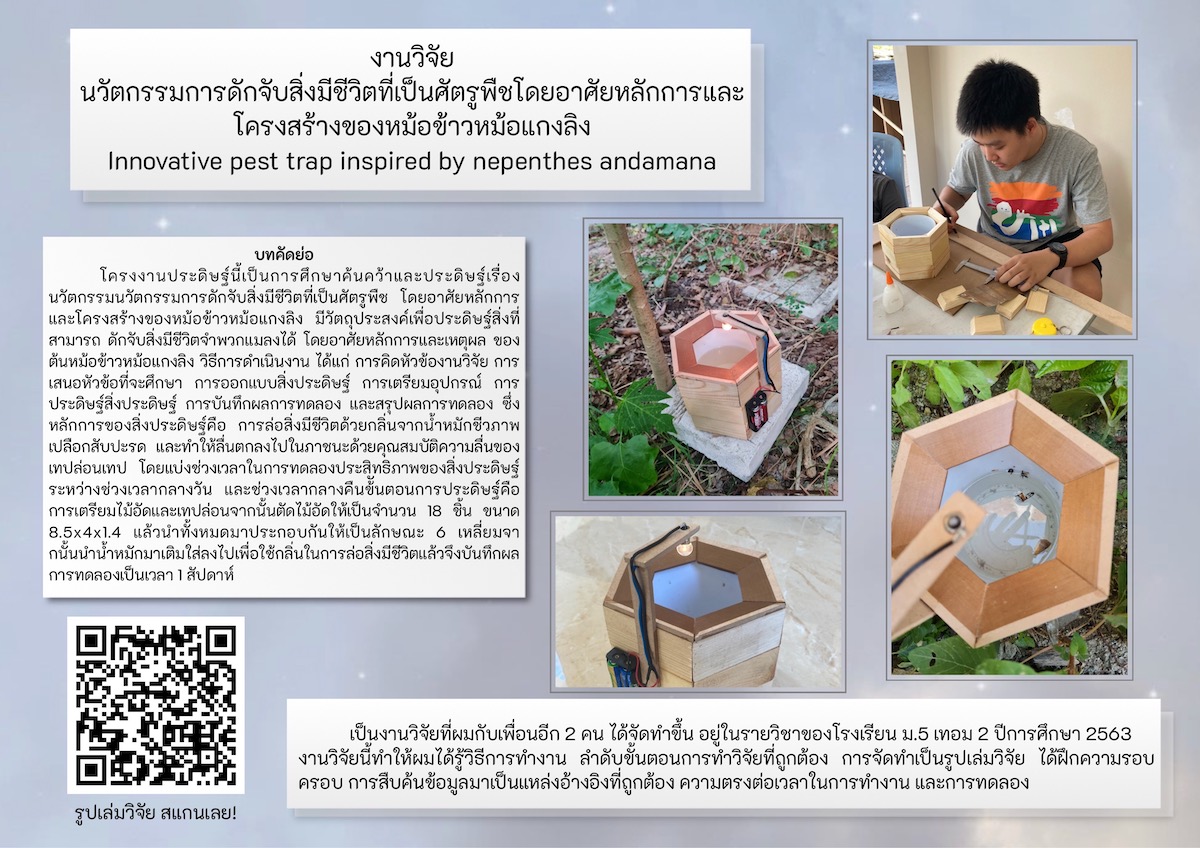 งานวิจัย
นวัตกรรมการดักจับสิ่งมีชีวิตที่เป็นศัตรูพืชโดยอาศัยหลักการและ
โครงสร้างของหม้อข้าวหม้อแกงลิง
Innovative pest trap inspired by nepenthes andamana
บทคัดย่อ
โครงงานประดิษฐ์นี้เป็นการศึกษาค้นคว้าและประดิษฐ์เรื่อง
นวัตกรรมนวัตกรรมการดักจับสิ่งมีชีวิตที่เป็นศัตรูพืช โดยอาศัยหลักการ
และโครงสร้างของหม้อข้าวหม้อแกงลิง มีวัตถุประสงค์เพื่อประดิษฐ์สิ่งที่
สามารถ ดักจับสิ่งมีชีวิตจำพวกแมลงได้ โดยอาศัยหลักการและเหตุผล ของ
ต้นหม้อข้าวหม้อแกงลิง วิธีการดำเนินงาน ได้แก่ การคิดหัวข้องานวิจัย การ
เสนอหัวข้อที่จะศึกษา การออกแบบสิ่งประดิษฐ์ การเตรียมอุปกรณ์ การ
ประดิษฐ์สิ่งประดิษฐ์ การบันทึกผลการทดลอง และสรุปผลการทดลอง ซึ่ง
หลักการของสิ่งประดิษฐ์คือ การล่อสิ่งมีชีวิตด้วยกลิ่นจากน้ำหมักชีวภาพ
เปลือกสับปะรด และทำให้ลื่นตกลงไปในภาชนะด้วยคุณสมบัติความลื่นของ
เทปล่อนเทป โดยแบ่งช่วงเวลาในการทดลองประสิทธิภาพของสิ่งประดิษฐ์
ระหว่างช่วงเวลากลางวัน และช่วงเวลากลางคืนขั้นตอนการประดิษฐ์คือ
การเตรียมไม้อัดและเทปล่อนจากนั้นตัดไม้อัดให้เป็นจำนวน 18 ชิ้น ขนาด
8.5x4x1.4 แล้วนำทั้งหมดมาประกอบกันให้เป็นลักษณะ 6 เหลี่ยมจา
กนั้นนำน้ำหมักมาเติมใส่ลงไปเพื่อใช้กลิ่นในการล่อสิ่งมีชีวิตแล้วจึงบันทึกผล
การทดลองเป็นเวลา 1 สัปดาห์
รูปเล่มวิจัย สแกนเลย!
เป็นงานวิจัยที่ผมกับเพื่อนอีก 2 คน ได้จัดทำขึ้น อยู่ในรายวิชาของโรงเรียน ม.5 เทอม 2 ปีการศึกษา 2563
งานวิจัยนี้ทำให้ผมได้รู้วิธีการทำงาน ลำดับขั้นตอนการทำวิจัยที่ถูกต้อง การจัดทำเป็นรูปเล่มวิจัย ได้ฝึกความรอบ
ครอบ การสืบค้นข้อมูลมาเป็นแหล่งอ้างอิงที่ถูกต้อง ความตรงต่อเวลาในการทำงาน และการทดลอง